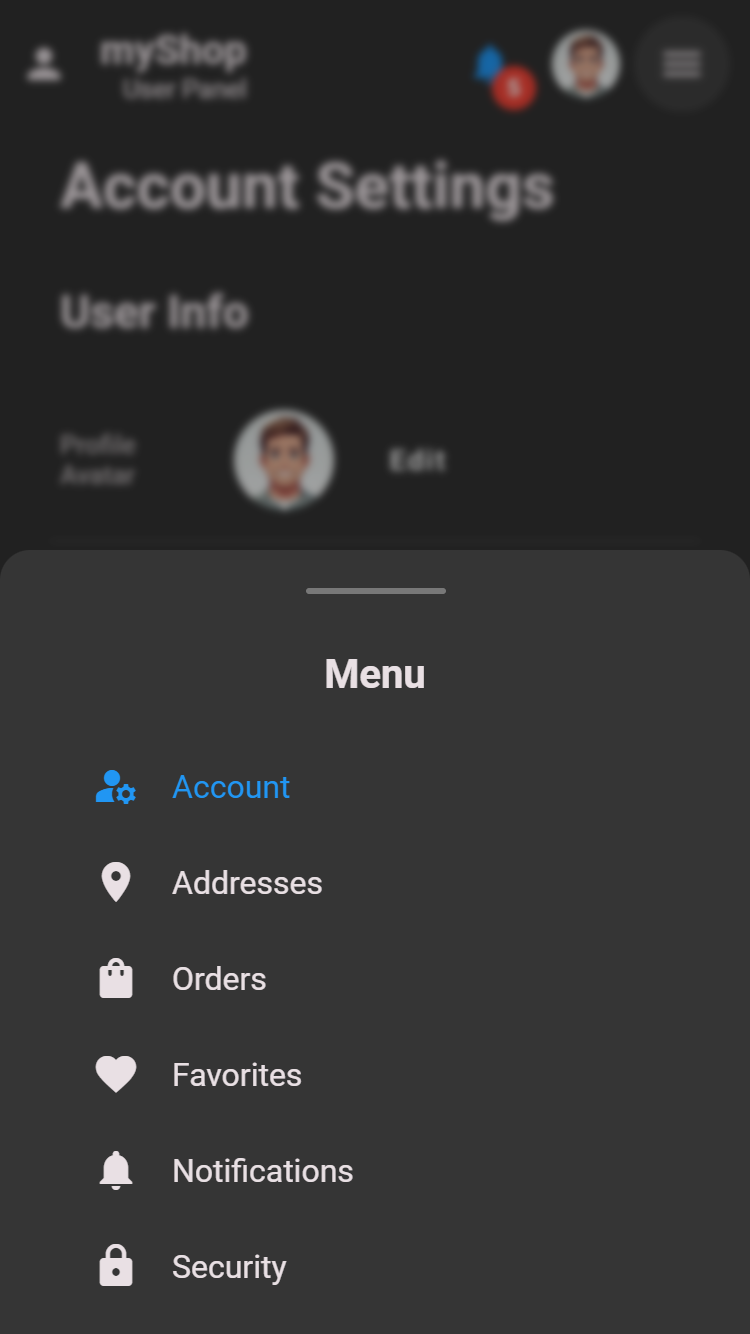 myShop
User Panel
5
Account Settings
User Info
Profile
Avatar
Edit
Menu
Account
Addresses
Orders
Favorites
Notifications
Security